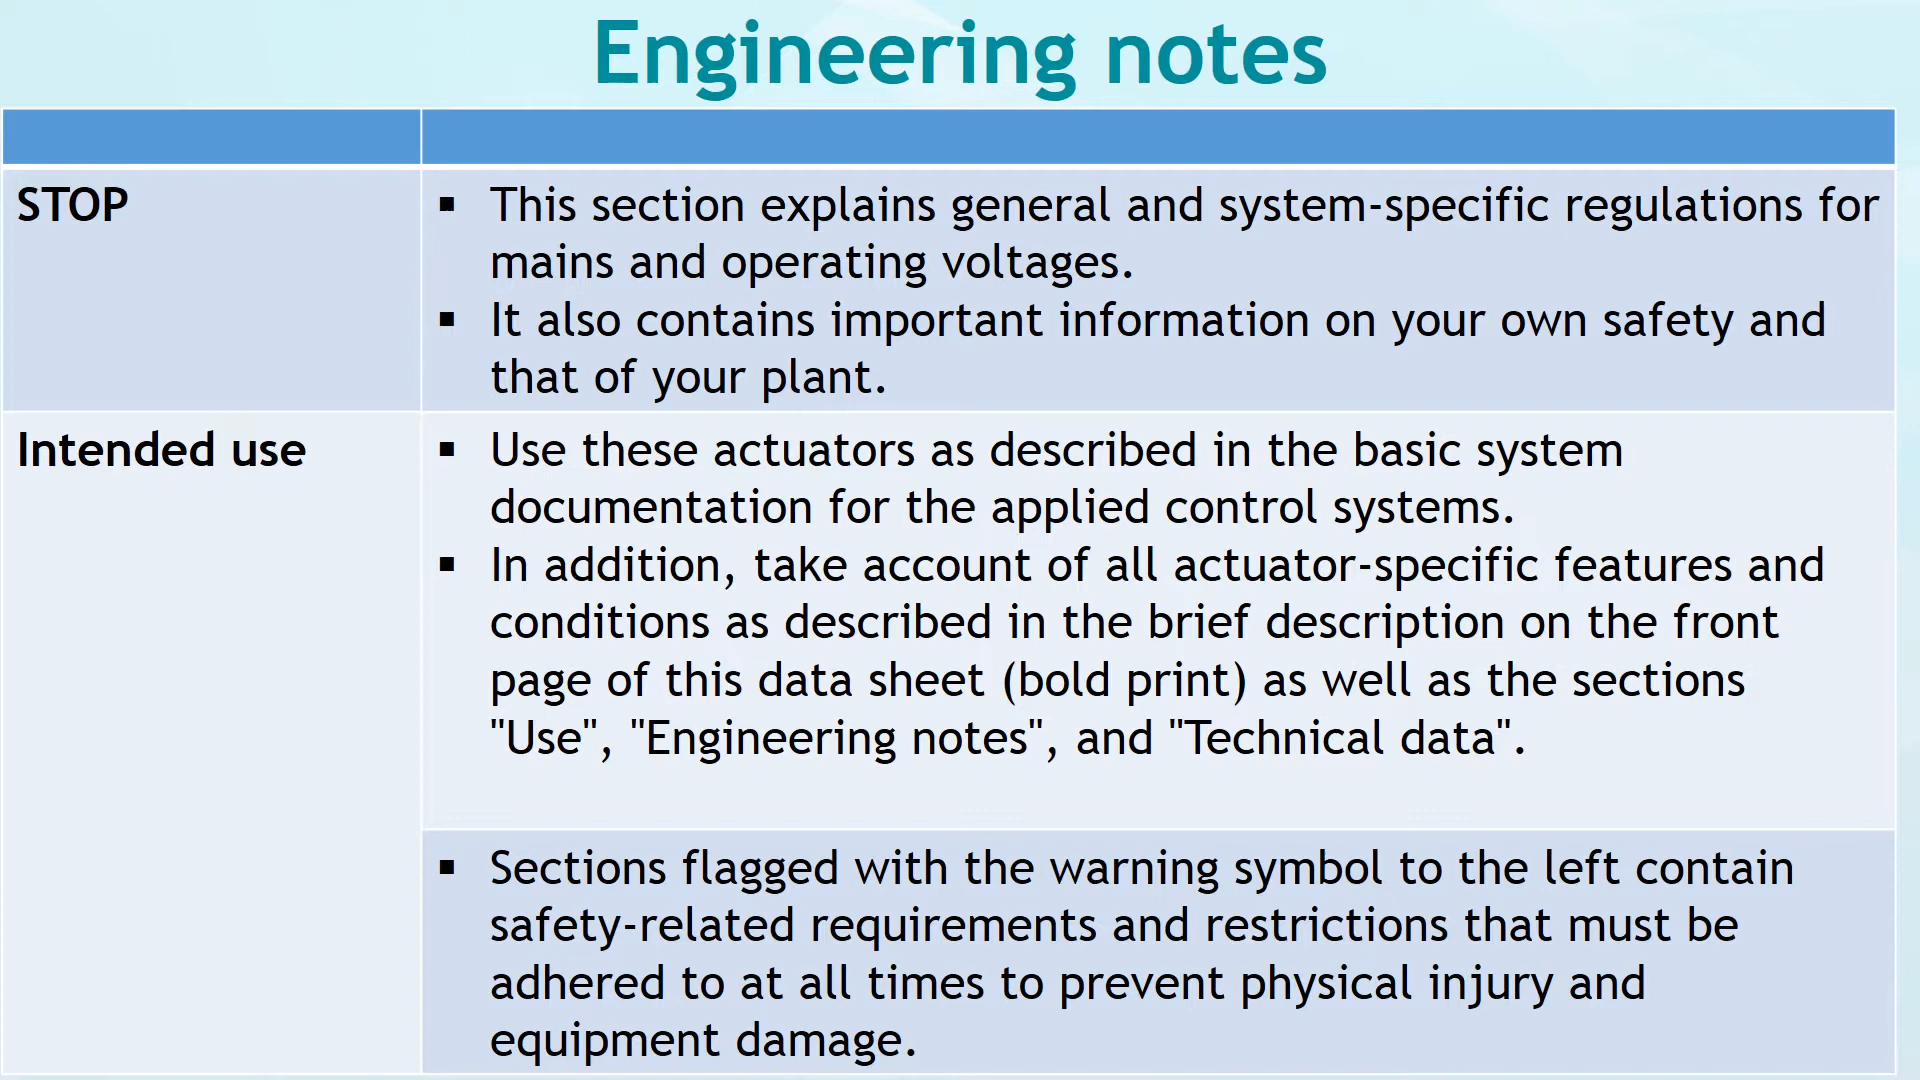 Engineering notes
STOP
▪ This section explains general and system-specific regulations for
mains and operating voltages.
▪ It also contains important information on your own safety and
that of your plant.
Intended use
▪ Use these actuators as described in the basic system
documentation for the applied control systems.
▪ In addition, take account of all actuator-specific features and
conditions as described in the brief description on the front
page of this data sheet (bold print) as well as the sections
"Use", "Engineering notes", and "Technical data".
▪ Sections flagged with the warning symbol to the left contain
safety-related requirements and restrictions that must be
adhered to at all times to prevent physical injury and
equipment damage.